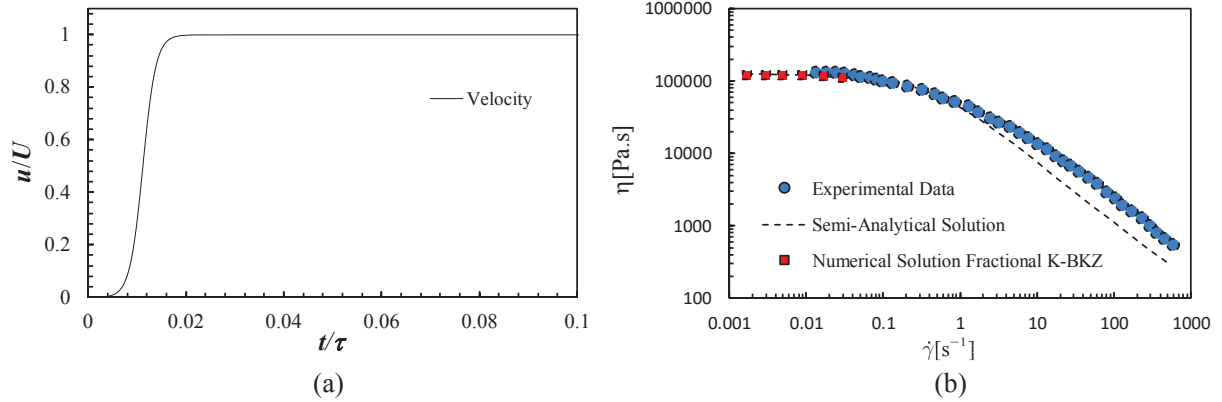 1
0.8
0.6
0.4
0.2
0
u/U
Velocity
0 0.02 0.04 0.06 0.08 0.1
t/τ
(a)
1000000
100000
10000
1000
100
η[Pa.s]
Experimental Data
Semi-Analytical Solution
Numerical Solution Fractional K-BKZ
0.001 0.01 0.1 1 10 100 1000
γ̇[s⁻¹]
(b)